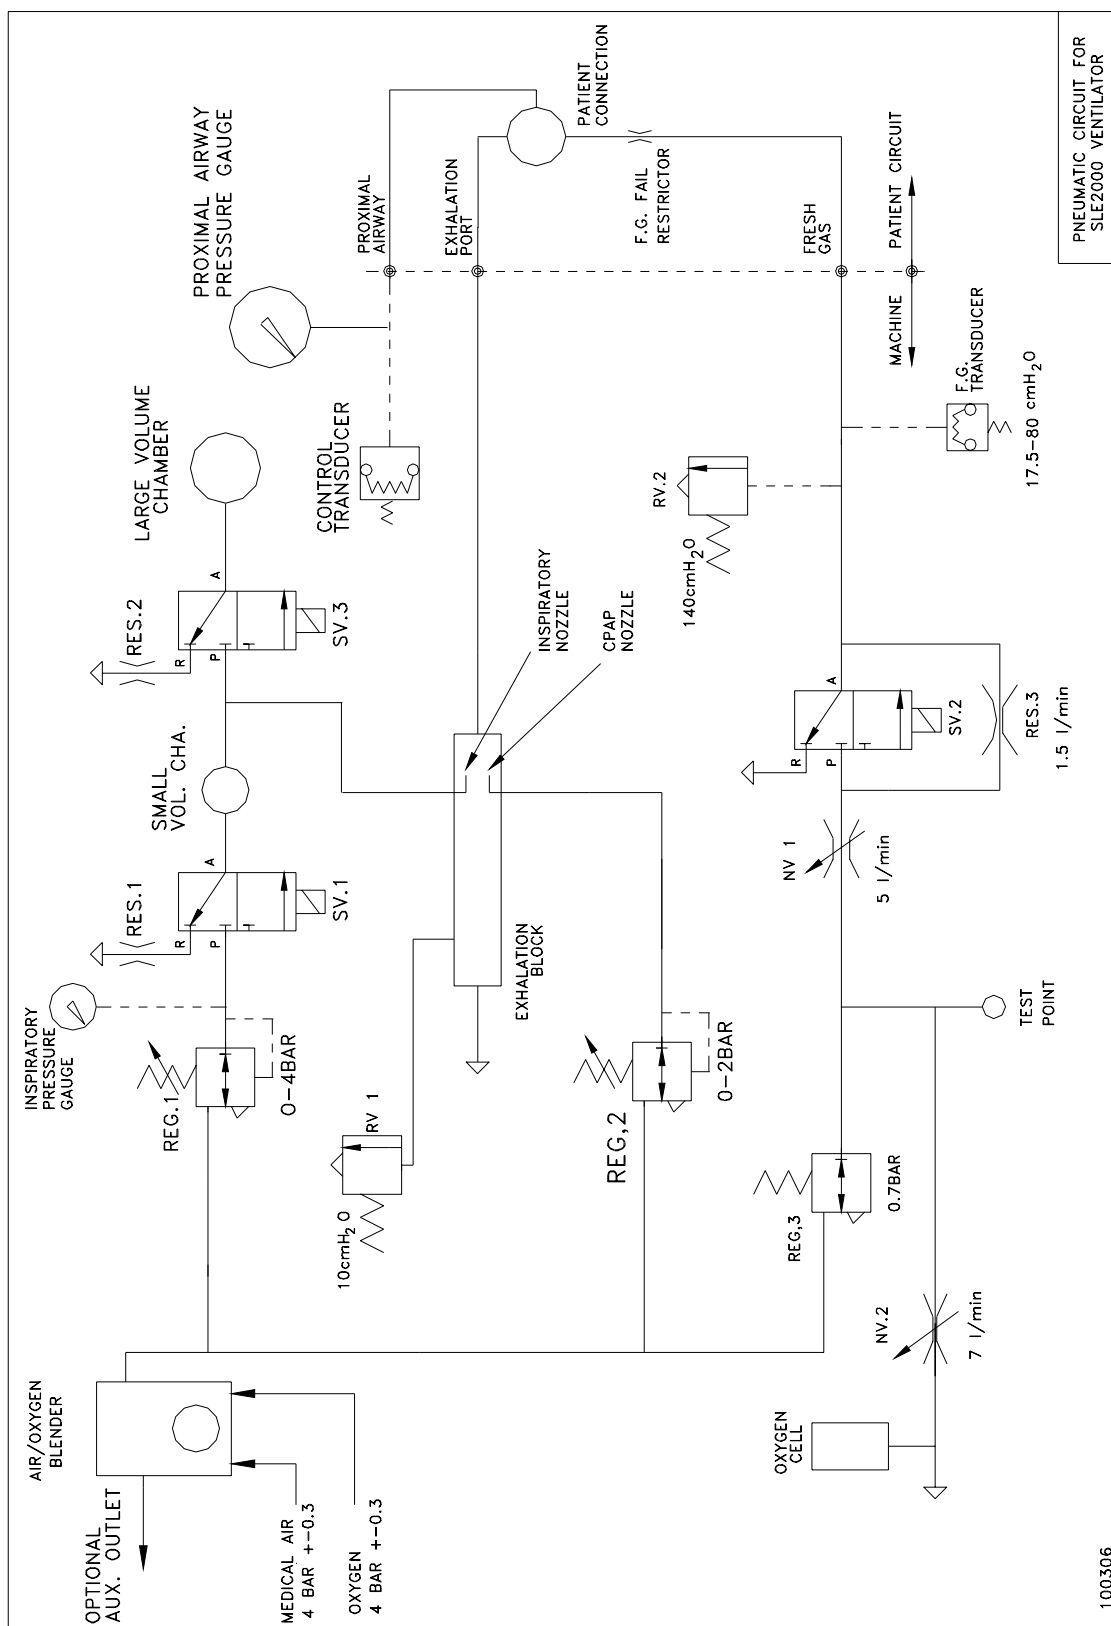 OPTIONAL
AUX. OUTLET
AIR/OXYGEN
BLENDER
MEDICAL AIR
4 BAR +-0.3
OXYGEN
4 BAR +-0.3
INSPIRATORY
PRESSURE
GAUGE
REG.1
0-4BAR
RES.1
R
P
A
SV.1
SMALL
VOL. CHA.
RES.2
R
P
A
SV.3
LARGE VOLUME
CHAMBER
PROXIMAL AIRWAY
PRESSURE GAUGE
CONTROL
TRANSDUCER
PROXIMAL
AIRWAY
EXHALATION
PORT
PATIENT
CONNECTION
F.G. FAIL
RESTRICTOR
FRESH
GAS
MACHINE
PATIENT CIRCUIT
10cmH2O
RV 1
EXHALATION
BLOCK
INSPIRATORY
NOZZLE
CPAP
NOZZLE
REG,2
0-2BAR
RV.2
140cmH2O
F.G.
TRANSDUCER
17.5-80 cmH2O
REG,3
0.7BAR
NV 1
5 l/min
R
P
A
SV.2
RES.3
1.5 l/min
TEST
POINT
NV.2
7 l/min
OXYGEN
CELL
PNEUMATIC CIRCUIT FOR
SLE2000 VENTILATOR
100306